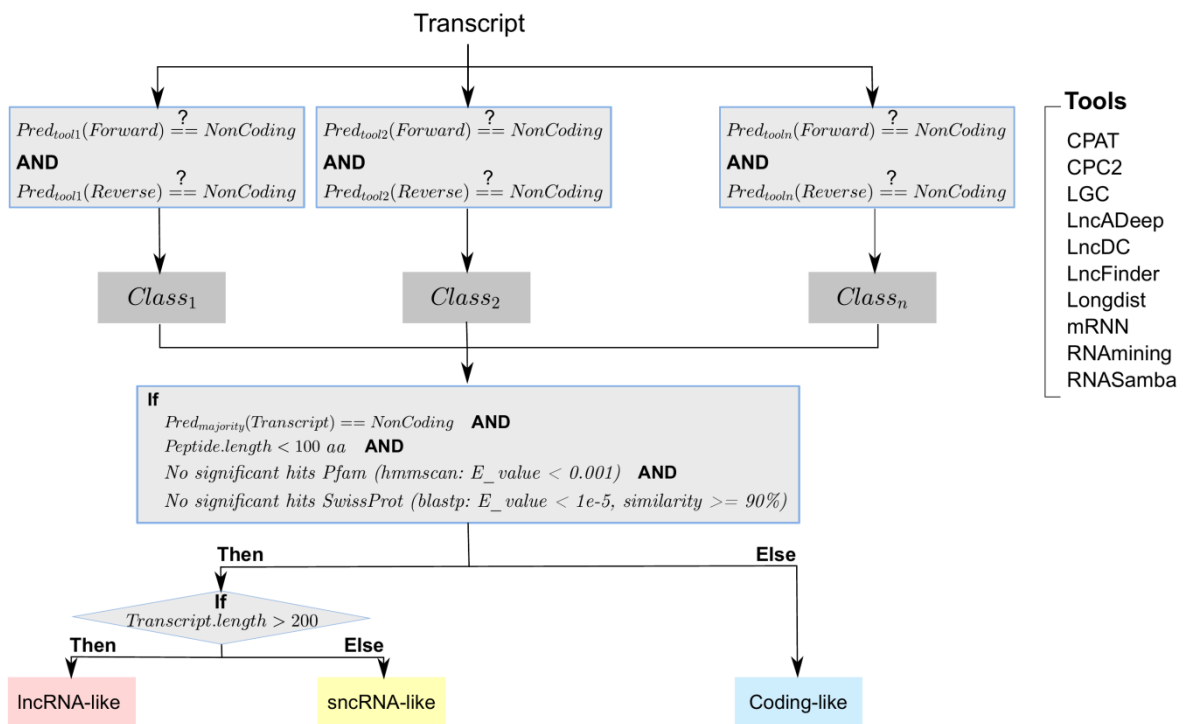 Transcript
?
Pred_tool1(Forward) == NonCoding
AND
?
Pred_tool1(Reverse) == NonCoding
?
Pred_tool2(Forward) == NonCoding
AND
?
Pred_tool2(Reverse) == NonCoding
?
Pred_tooln(Forward) == NonCoding
AND
?
Pred_tooln(Reverse) == NonCoding
Tools
CPAT
CPC2
LGC
LncADeep
LncDC
LncFinder
Longdist
mRNN
RNAmining
RNASamba
Class_1
Class_2
Class_n
If
Pred_majority(Transcript) == NonCoding AND
Peptide.length < 100 aa AND
No significant hits Pfam (hmmscan: E_value < 0.001) AND
No significant hits SwissProt (blastp: E_value < 1e-5, similarity >= 90%)
Then
Else
If
Transcript.length > 200
Then
Else
lncRNA-like
sncRNA-like
Coding-like